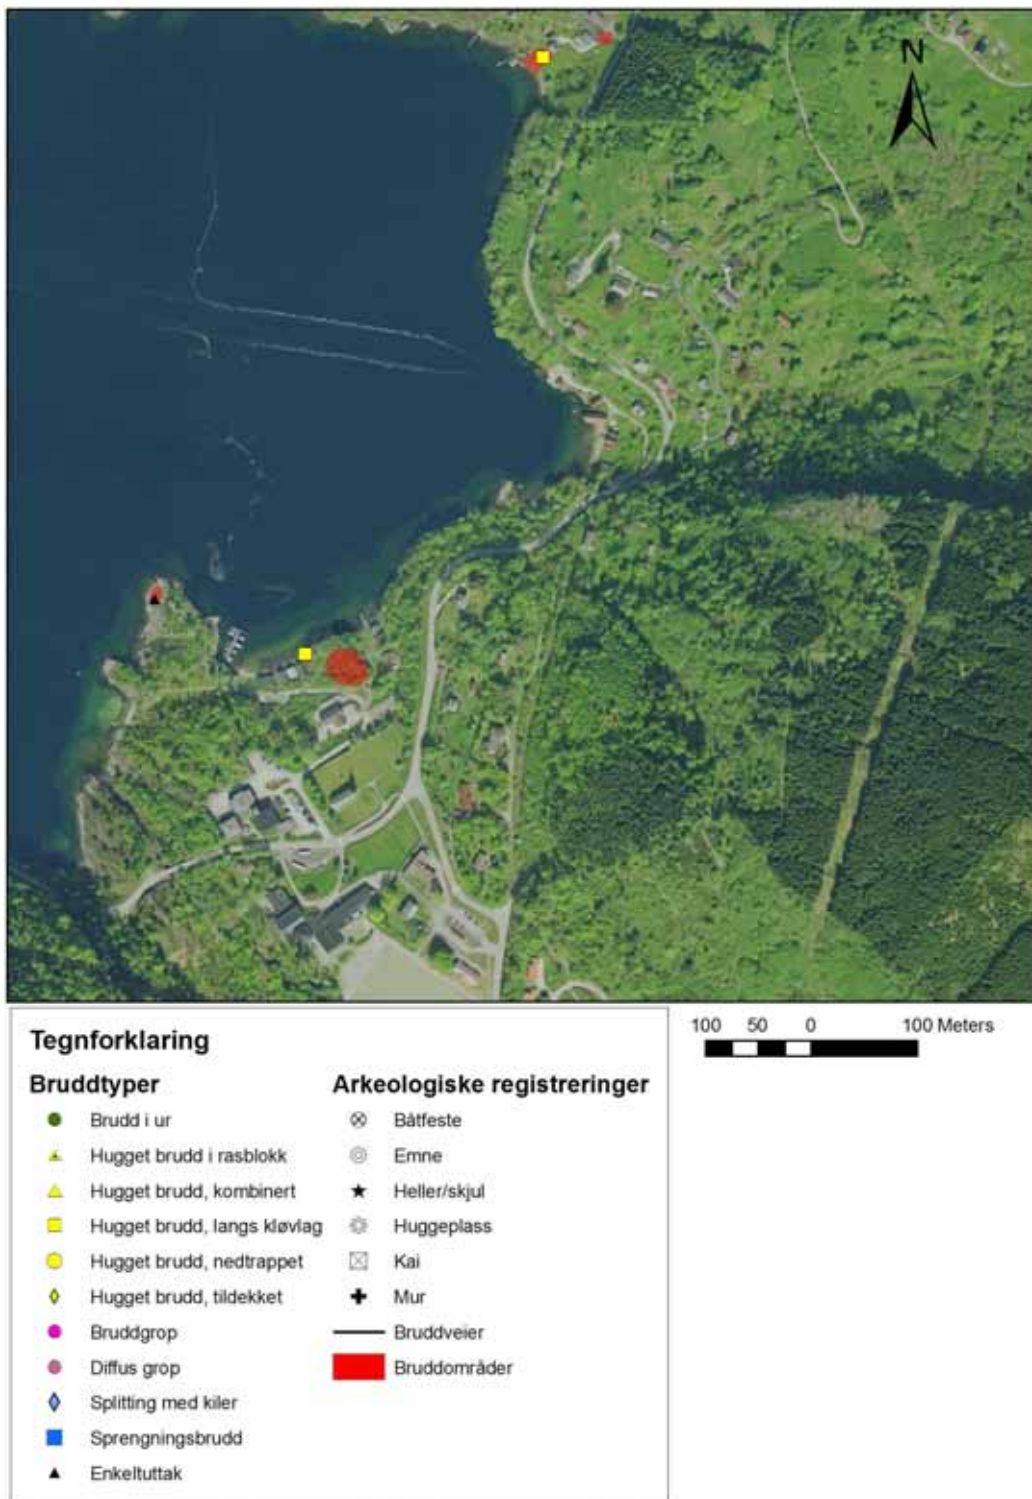 N
100 50 0 100 Meters
Tegnforklaring
Bruddtyper
Brudd i ur
Hugget brudd i rasblokk
Hugget brudd, kombinert
Hugget brudd, langs kløvlag
Hugget brudd, nedtrappet
Hugget brudd, tildekket
Bruddgrop
Diffus grop
Splitting med kiler
Sprengningsbrudd
Enkeltuttak
Arkeologiske registreringer
Båtfeste
Emne
Heller/skjul
Huggeplass
Kai
Mur
Bruddveier
Bruddområder